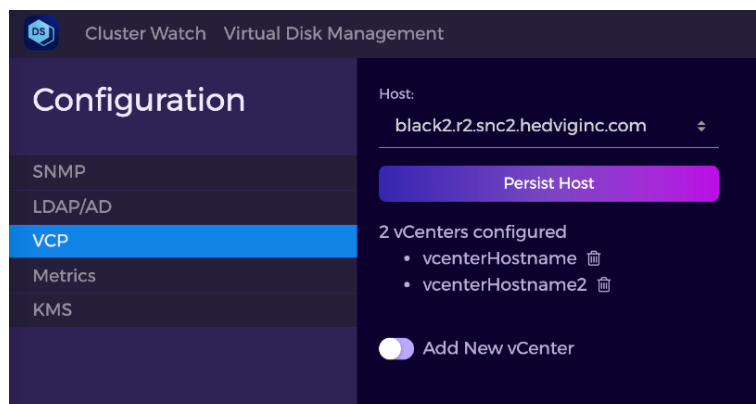 DS Cluster Watch Virtual Disk Management
Configuration
SNMP
LDAP/AD
VCP
Metrics
KMS
Host:
black2.r2.snc2.hedviginc.com
Persist Host
2 vCenters configured
• vcenterHostname
• vcenterHostname2
Add New vCenter